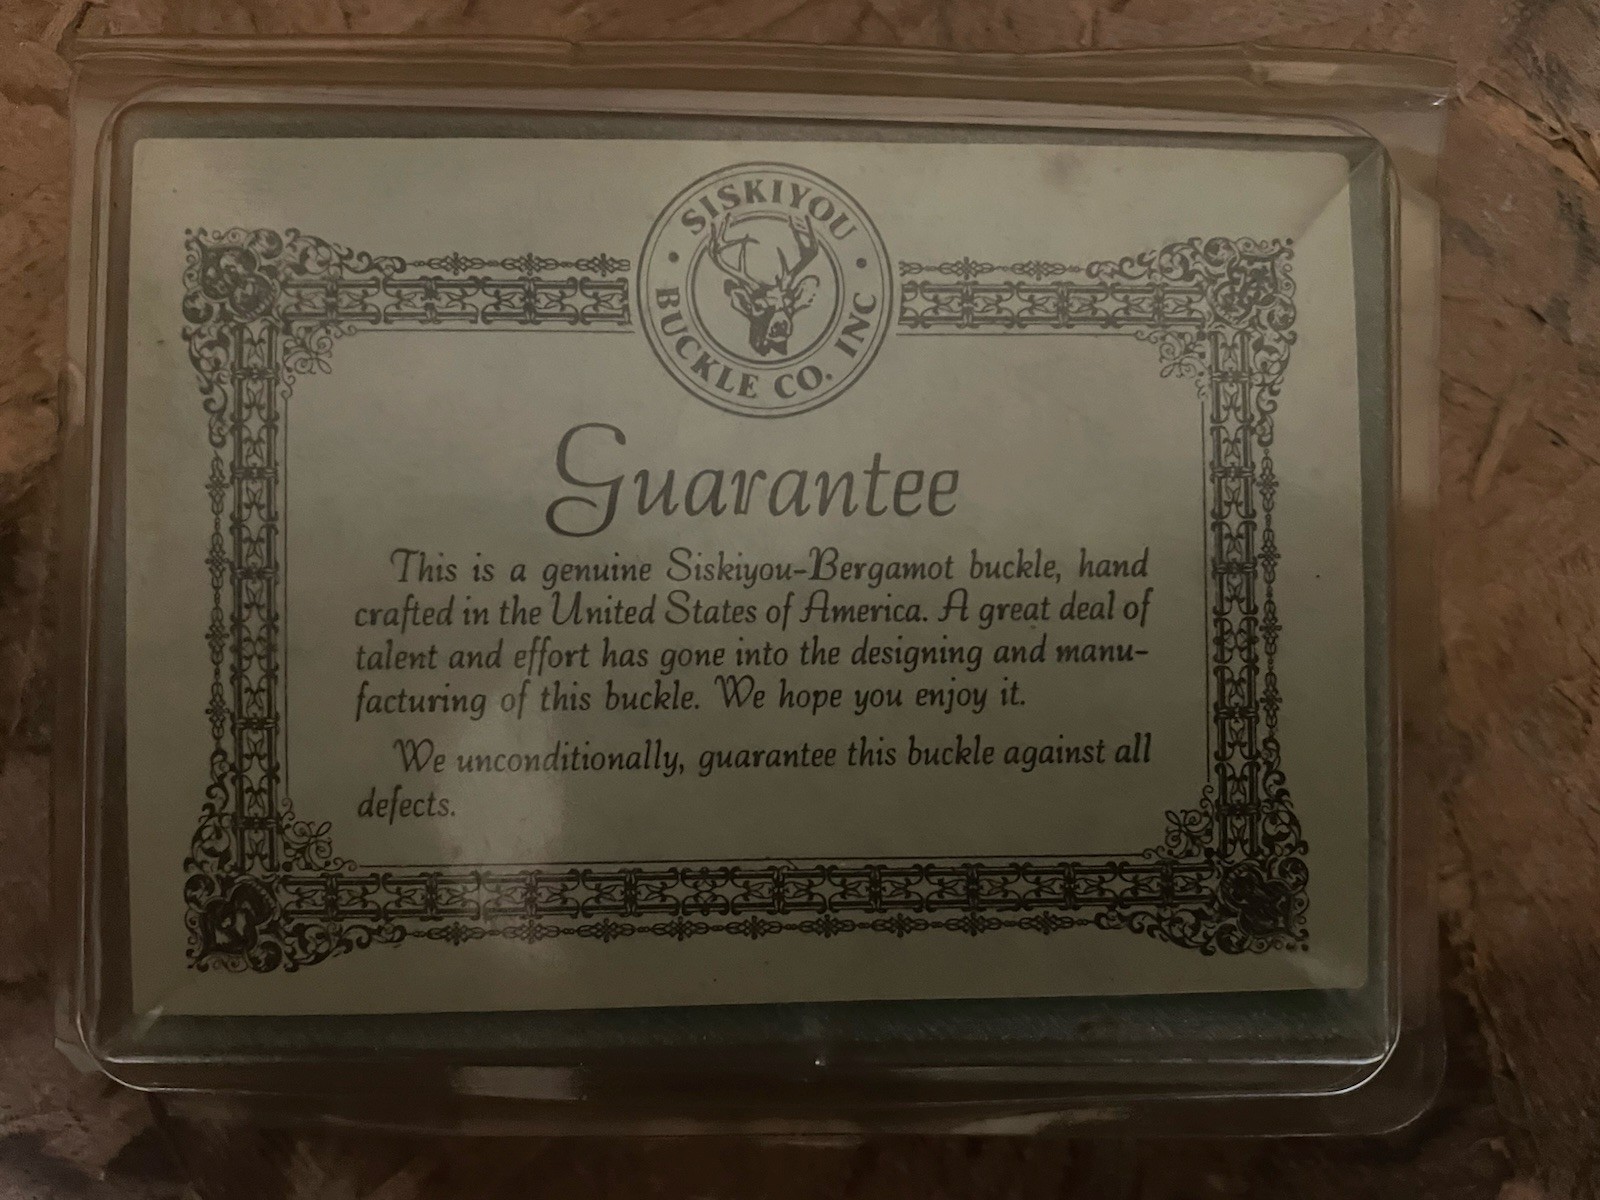 SISKIYOU
BUCKLE CO. INC
Guarantee
This is a genuine Siskiyou-Bergamot buckle, hand
crafted in the United States of America. A great deal of
talent and effort has gone into the designing and manu-
facturing of this buckle. We hope you enjoy it.
We unconditionally, guarantee this buckle against all
defects.